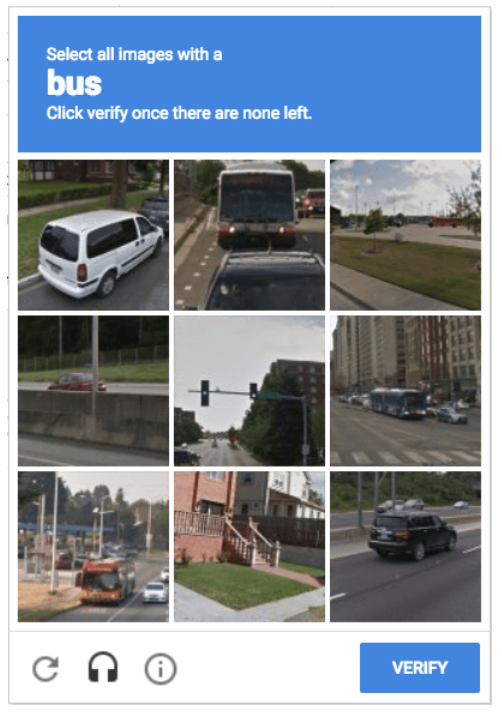 Select all images with a
bus
Click verify once there are none left.
VERIFY